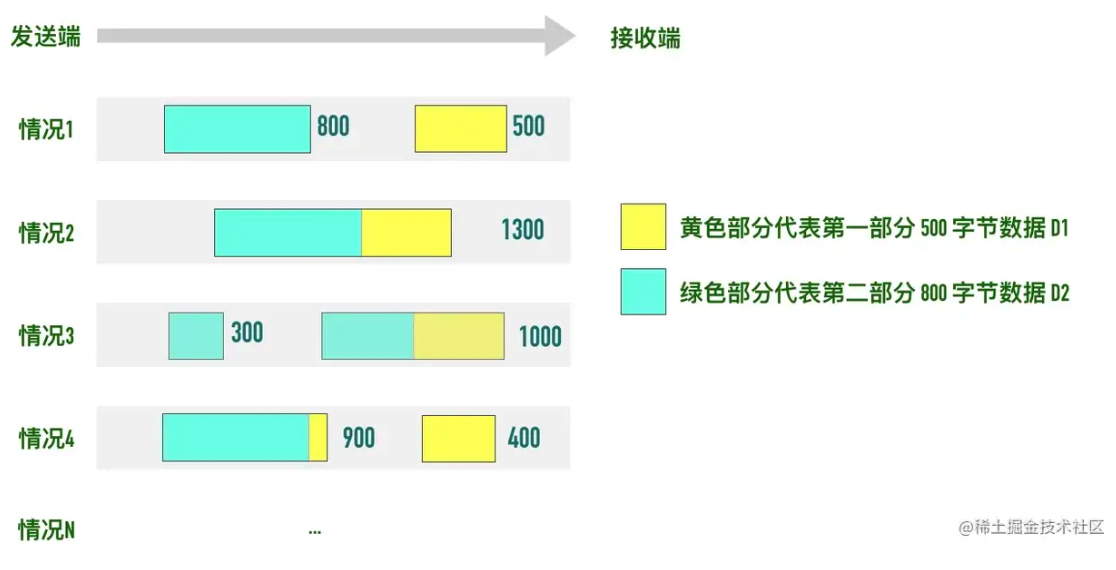 发送端
接收端
情况1
800
500
情况2
1300
黄色部分代表第一部分 500 字节数据 D1
绿色部分代表第二部分 800 字节数据 D2
情况3
300
1000
情况4
900
400
情况N
...
@稀土掘金技术社区